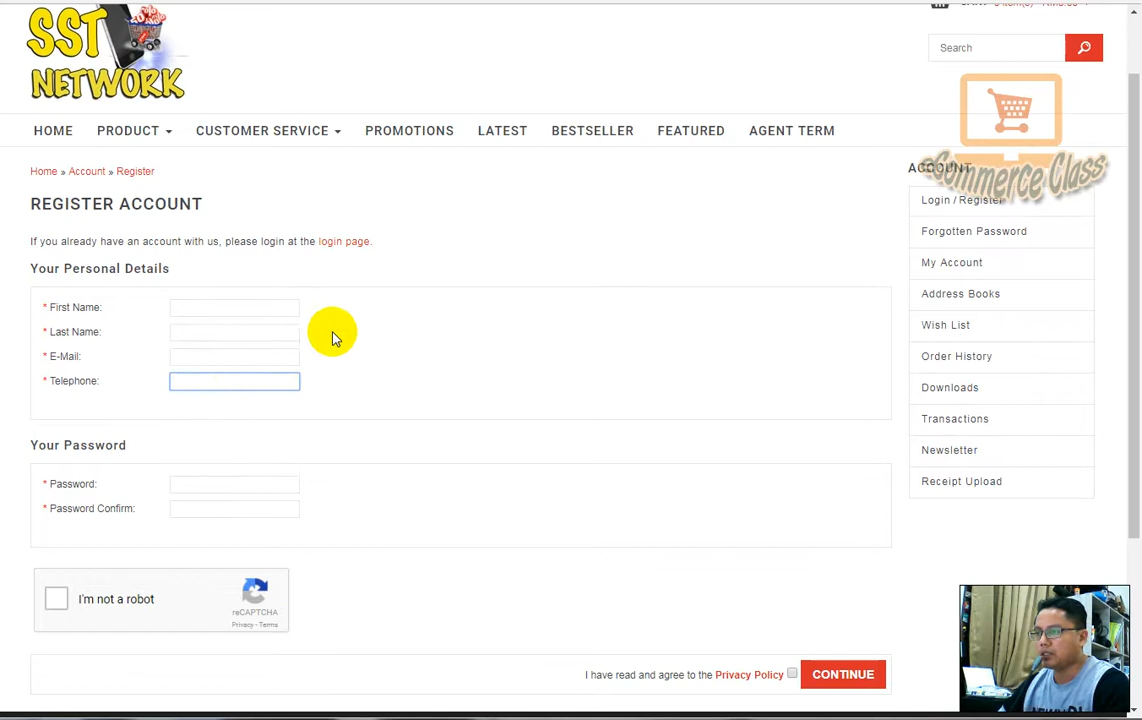 SST
NETWORK
Search
HOME PRODUCT CUSTOMER SERVICE PROMOTIONS LATEST BESTSELLER FEATURED AGENT TERM
eCommerce Class
Home » Account » Register
ACCOUNT
REGISTER ACCOUNT
Login / Register
If you already have an account with us, please login at the login page.
Forgotten Password
Your Personal Details
My Account
* First Name:
Address Books
* Last Name:
Wish List
* E-Mail:
Order History
* Telephone:
Downloads
Transactions
Your Password
Newsletter
* Password:
Receipt Upload
* Password Confirm:
I'm not a robot
reCAPTCHA
Privacy - Terms
I have read and agree to the Privacy Policy CONTINUE